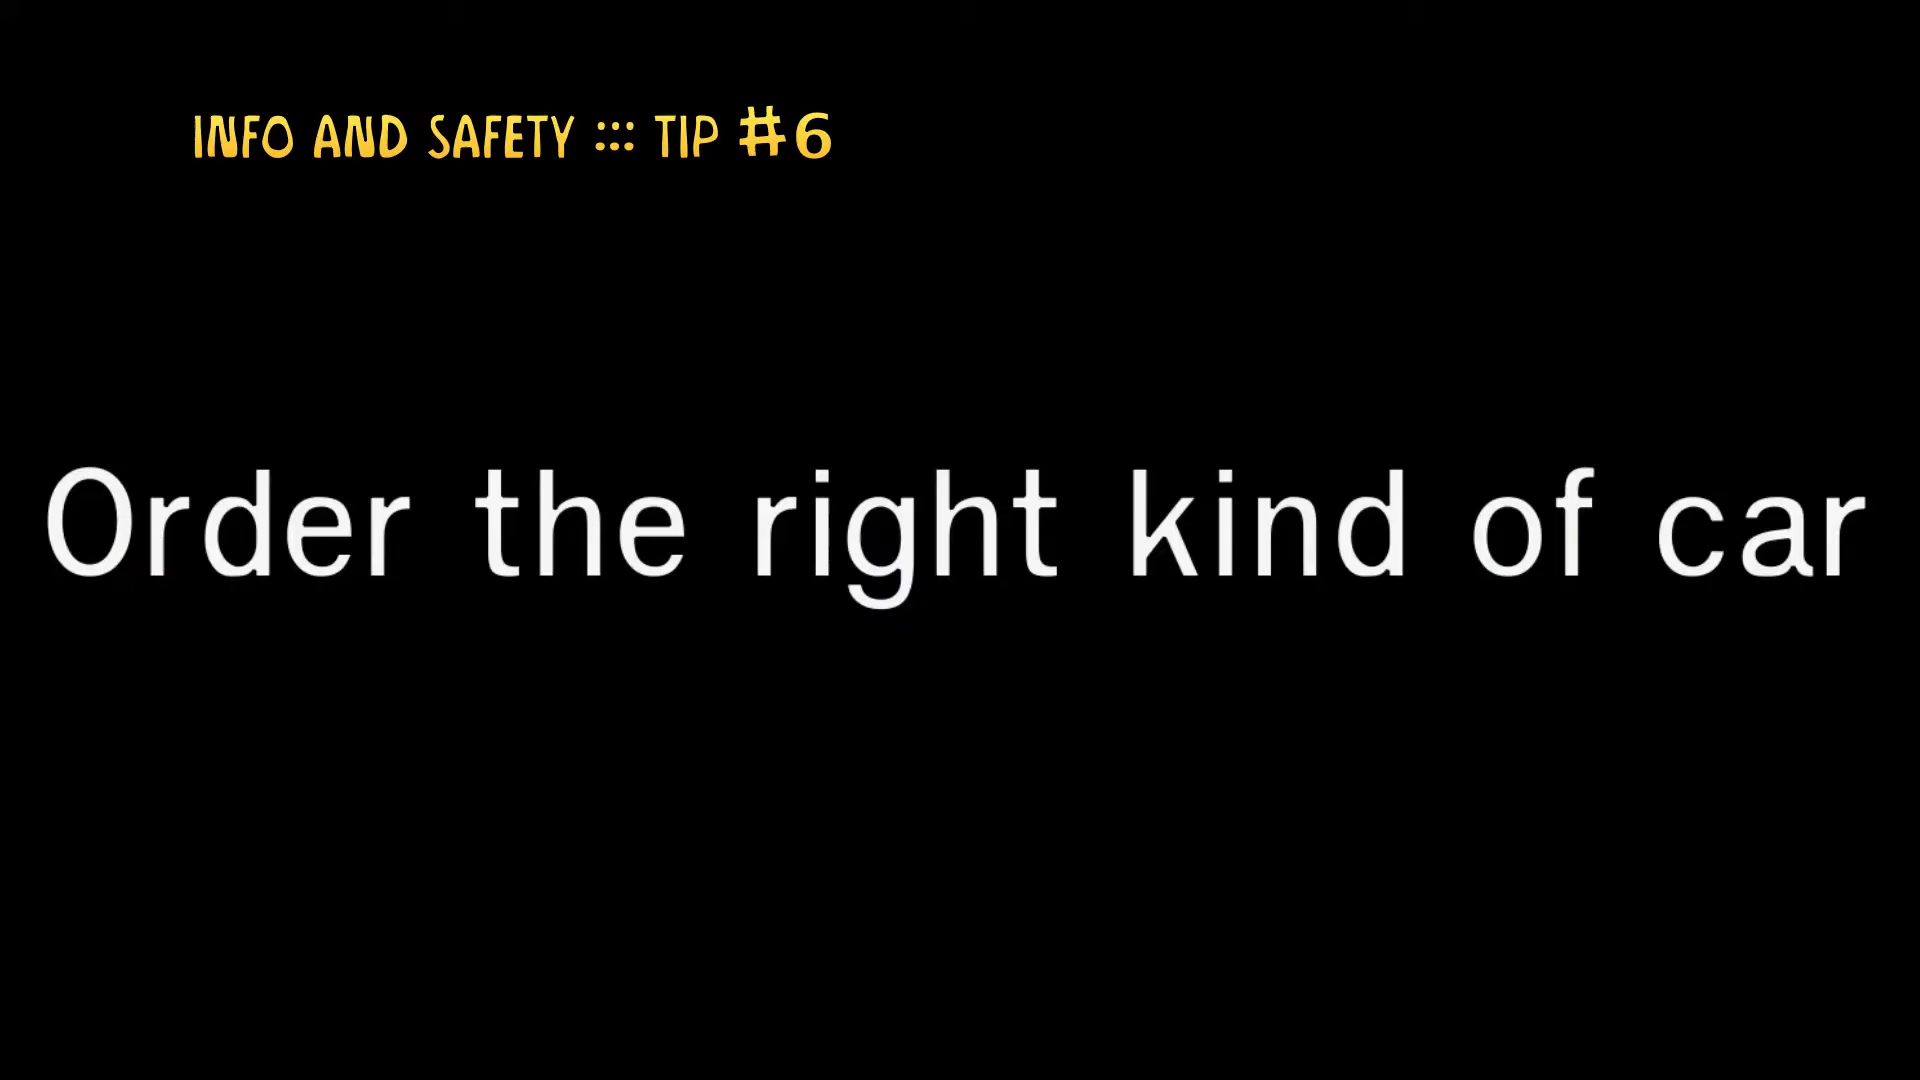 INFO AND SAFETY ::: TIP #6
Order the right kind of car